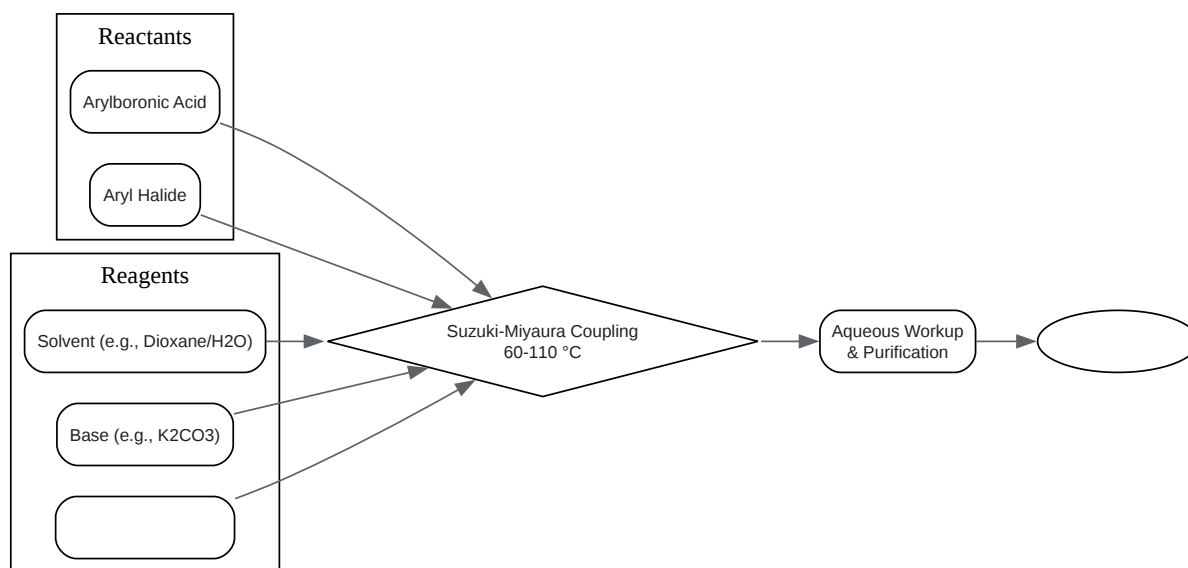 Reactants
Arylboronic Acid
Aryl Halide
Reagents
Solvent (e.g., Dioxane/H2O)
Base (e.g., K2CO3)
Suzuki-Miyaura Coupling
60-110 °C
Aqueous Workup
& Purification